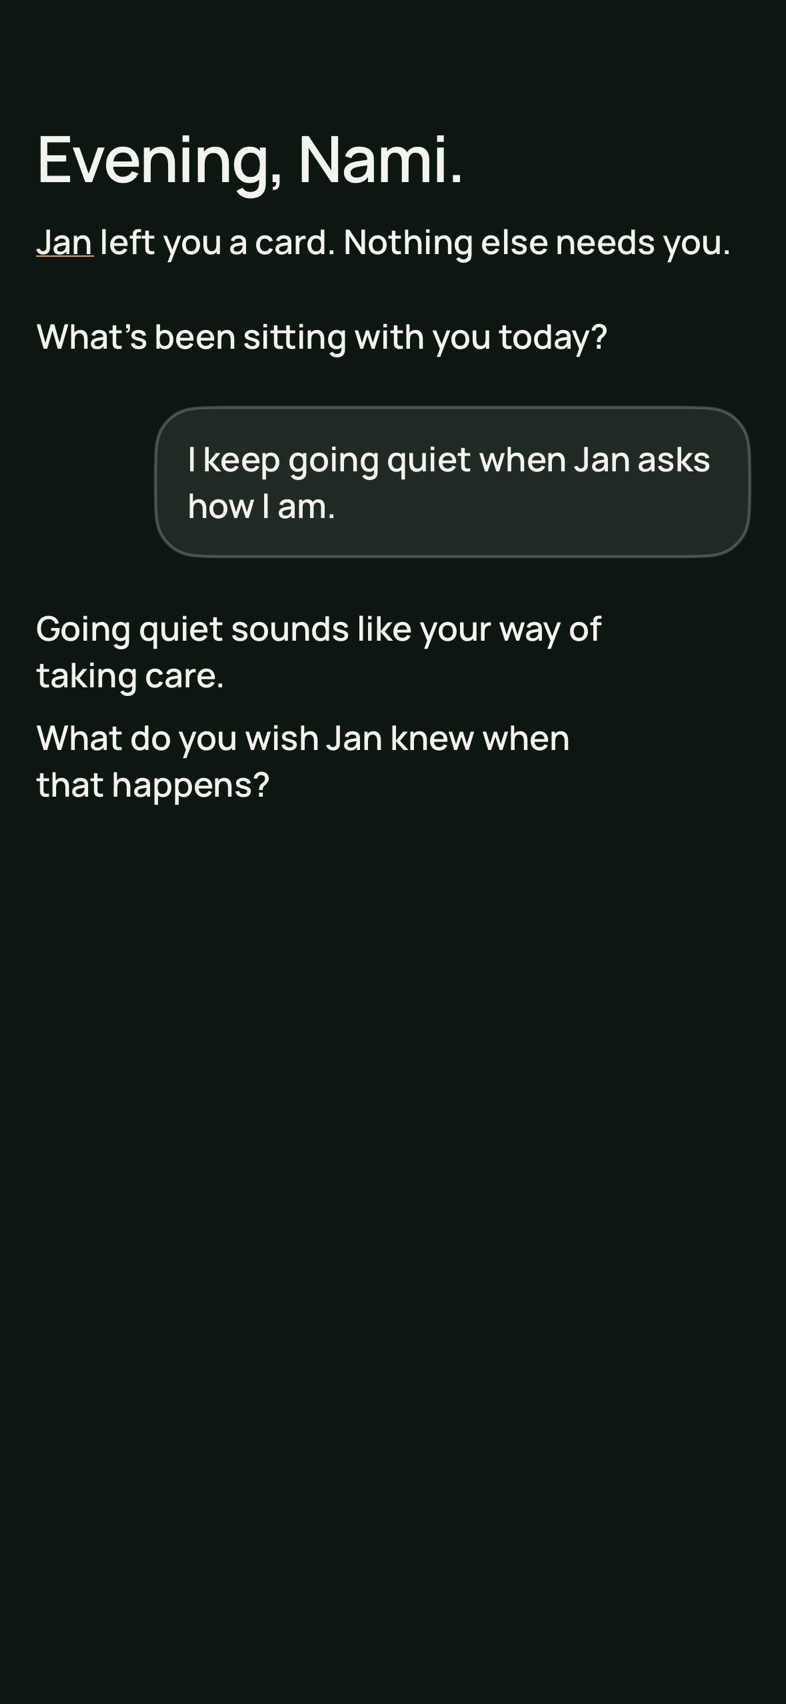 Evening, Nami.
Jan left you a card. Nothing else needs you.
What's been sitting with you today?
I keep going quiet when Jan asks
how I am.
Going quiet sounds like your way of
taking care.
What do you wish Jan knew when
that happens?